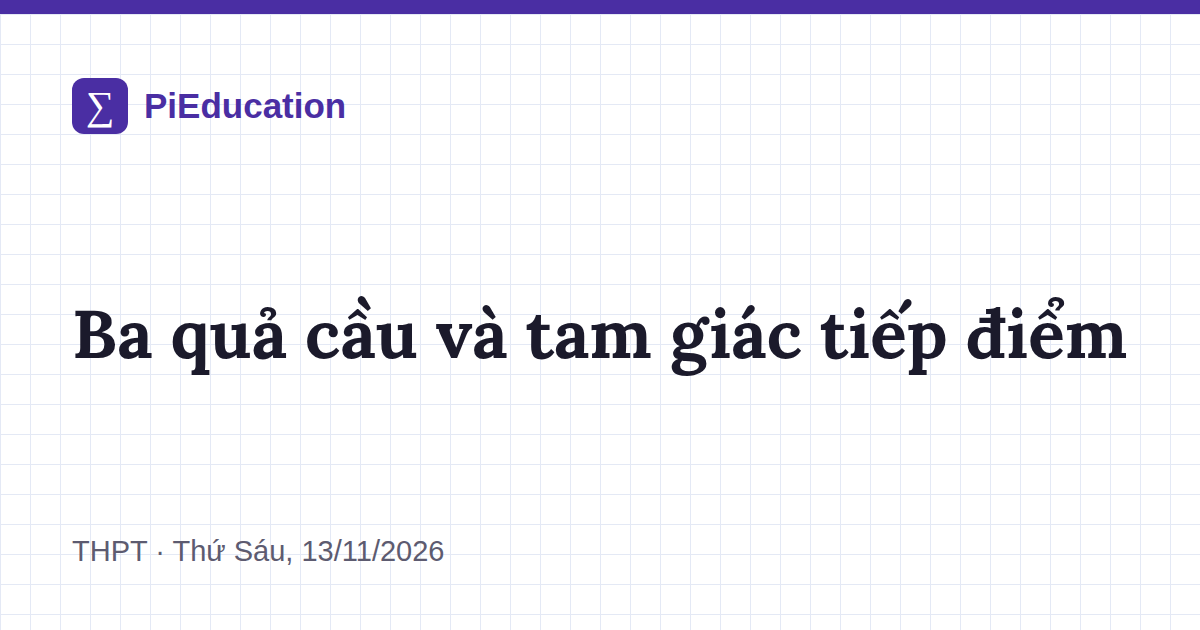 ∑ PiEducation
Ba quả cầu và tam giác tiếp điểm
THPT · Thứ Sáu, 13/11/2026